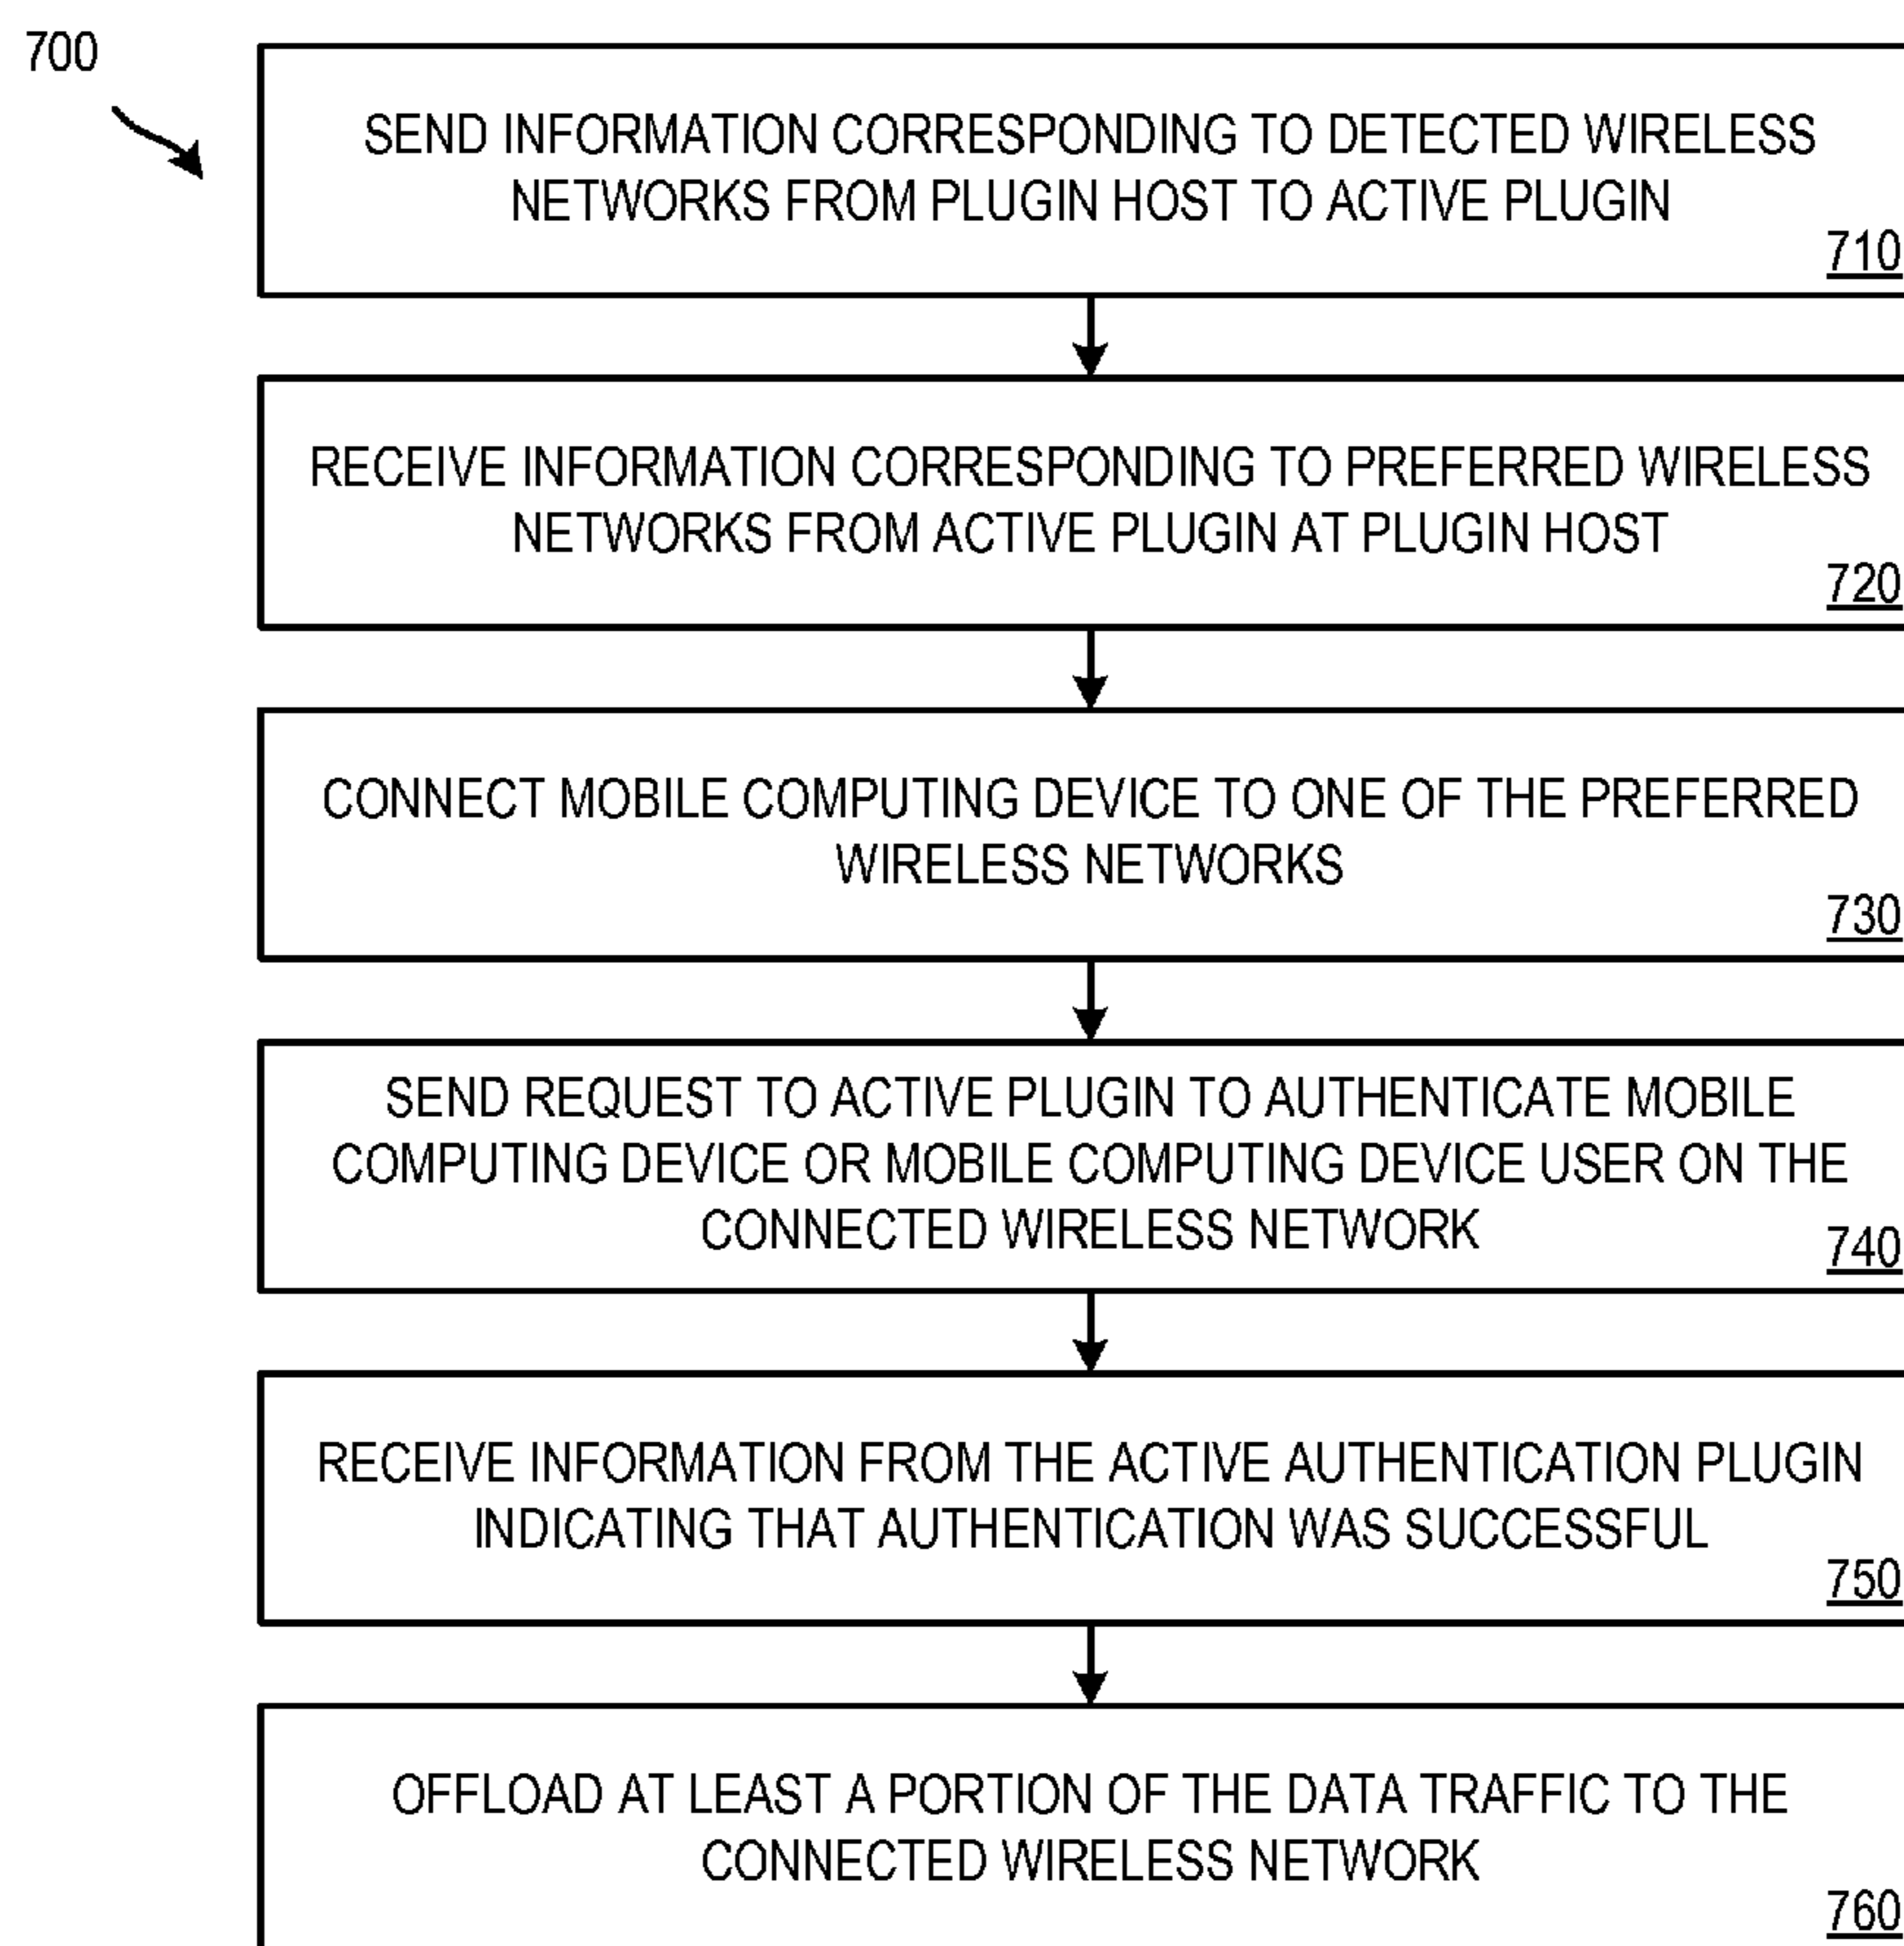 700
SEND INFORMATION CORRESPONDING TO DETECTED WIRELESS
NETWORKS FROM PLUGIN HOST TO ACTIVE PLUGIN
710
RECEIVE INFORMATION CORRESPONDING TO PREFERRED WIRELESS
NETWORKS FROM ACTIVE PLUGIN AT PLUGIN HOST
720
CONNECT MOBILE COMPUTING DEVICE TO ONE OF THE PREFERRED
WIRELESS NETWORKS
730
SEND REQUEST TO ACTIVE PLUGIN TO AUTHENTICATE MOBILE
COMPUTING DEVICE OR MOBILE COMPUTING DEVICE USER ON THE
CONNECTED WIRELESS NETWORK
740
RECEIVE INFORMATION FROM THE ACTIVE AUTHENTICATION PLUGIN
INDICATING THAT AUTHENTICATION WAS SUCCESSFUL
750
OFFLOAD AT LEAST A PORTION OF THE DATA TRAFFIC TO THE
CONNECTED WIRELESS NETWORK
760